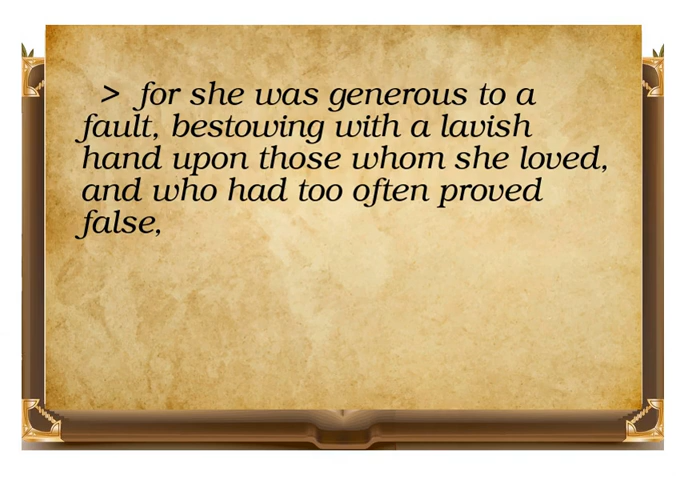 > for she was generous to a
fault, bestowing with a lavish
hand upon those whom she loved,
and who had too often proved
false,